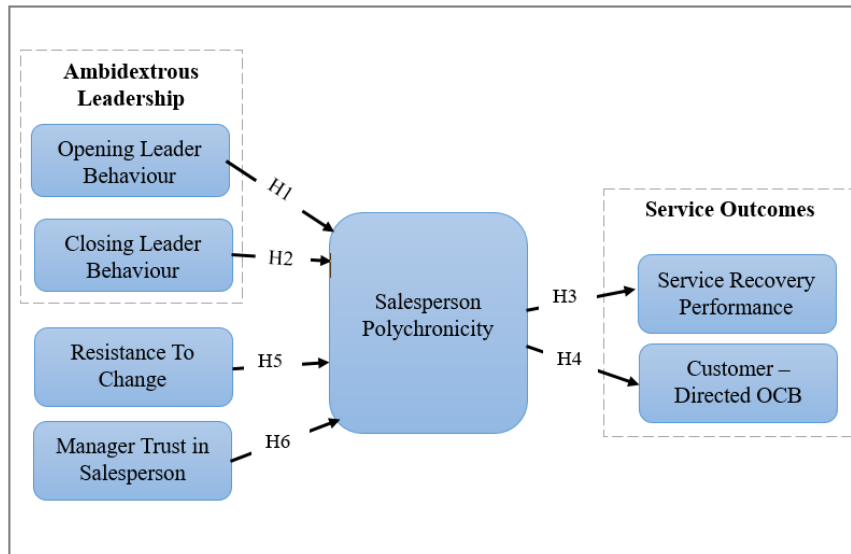 Ambidextrous
Leadership
Opening Leader
Behaviour
H1
Closing Leader
Behaviour
H2
Resistance To
Change
H5
Manager Trust in
Salesperson
H6
Salesperson
Polychronicity
H3
H4
Service Outcomes
Service Recovery
Performance
Customer –
Directed OCB